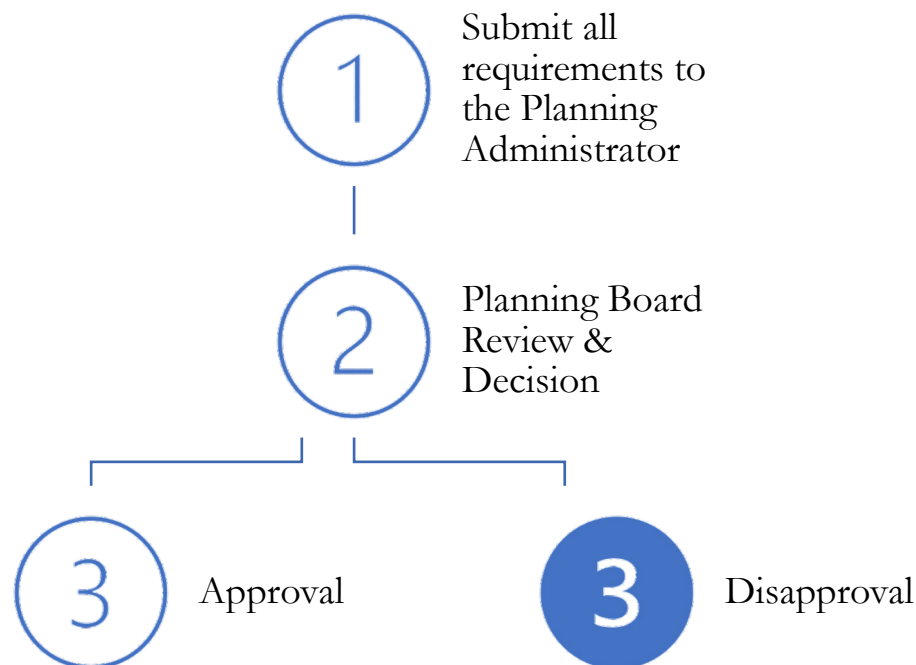 1
Submit all
requirements to
the Planning
Administrator
2
Planning Board
Review &
Decision
3
Approval
3
Disapproval